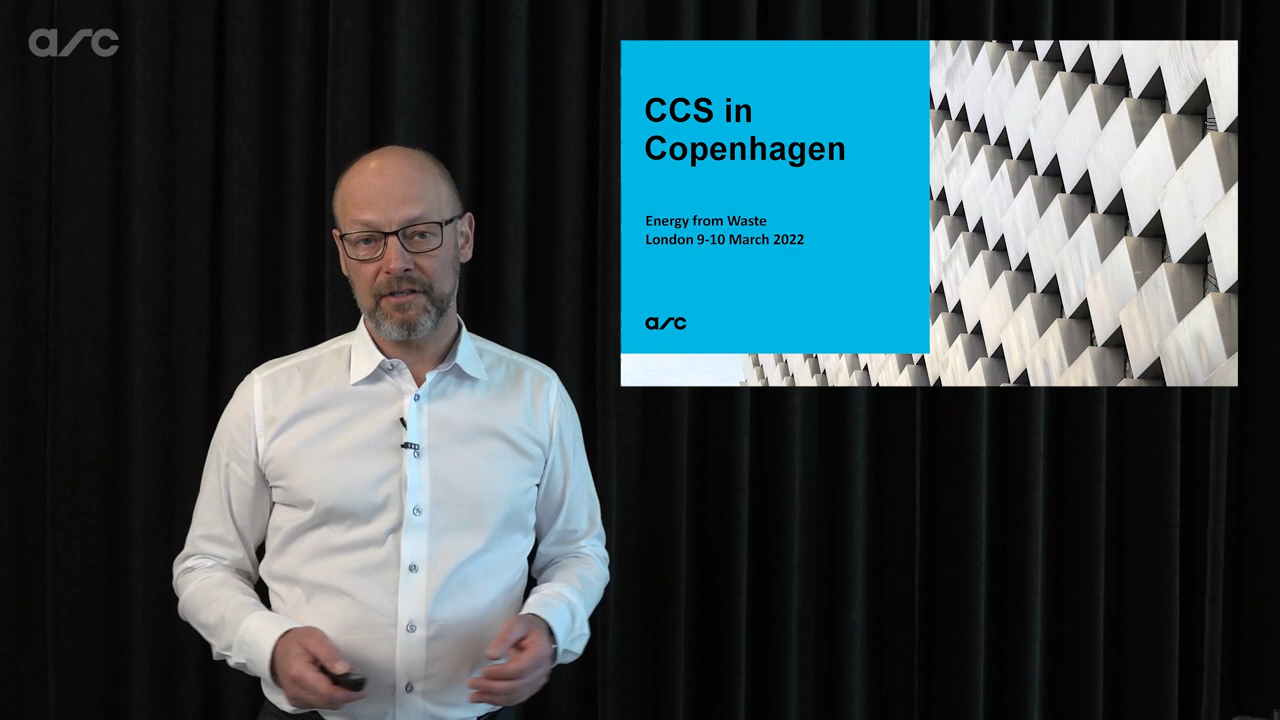 arc
CCS in
Copenhagen
Energy from Waste
London 9-10 March 2022
arc